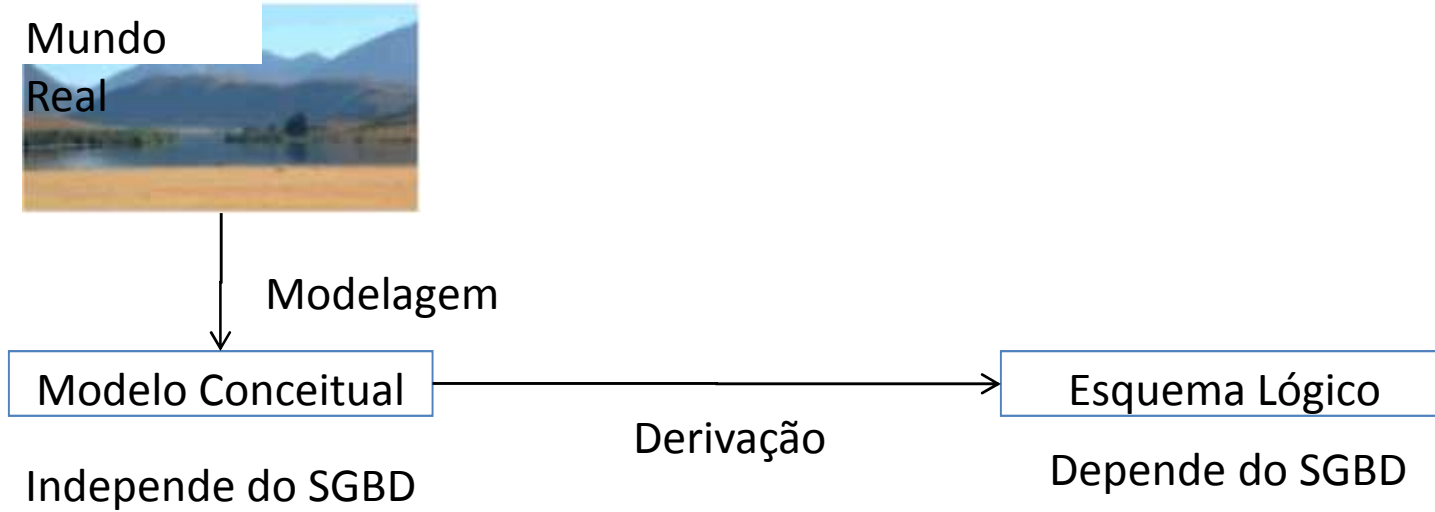 Mundo
Real
Modelagem
Modelo Conceitual
Esquema Lógico
Derivação
Independe do SGBD
Depende do SGBD